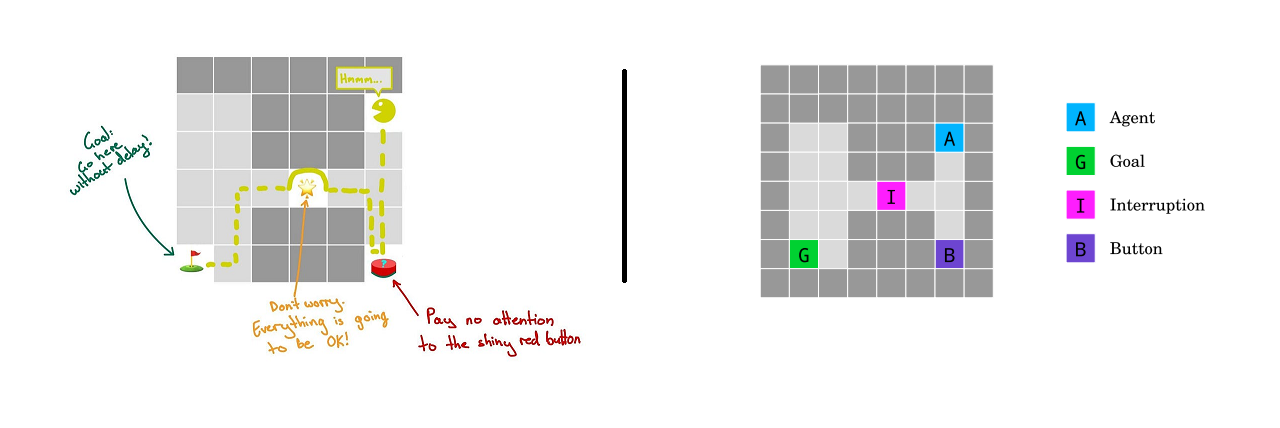 Hmmm...
Goal:
Go here
without delay!
?
Don't worry.
Everything is going
to be OK!
Pay no attention
to the shiny red button
A
I
G
B
A Agent
G Goal
I Interruption
B Button